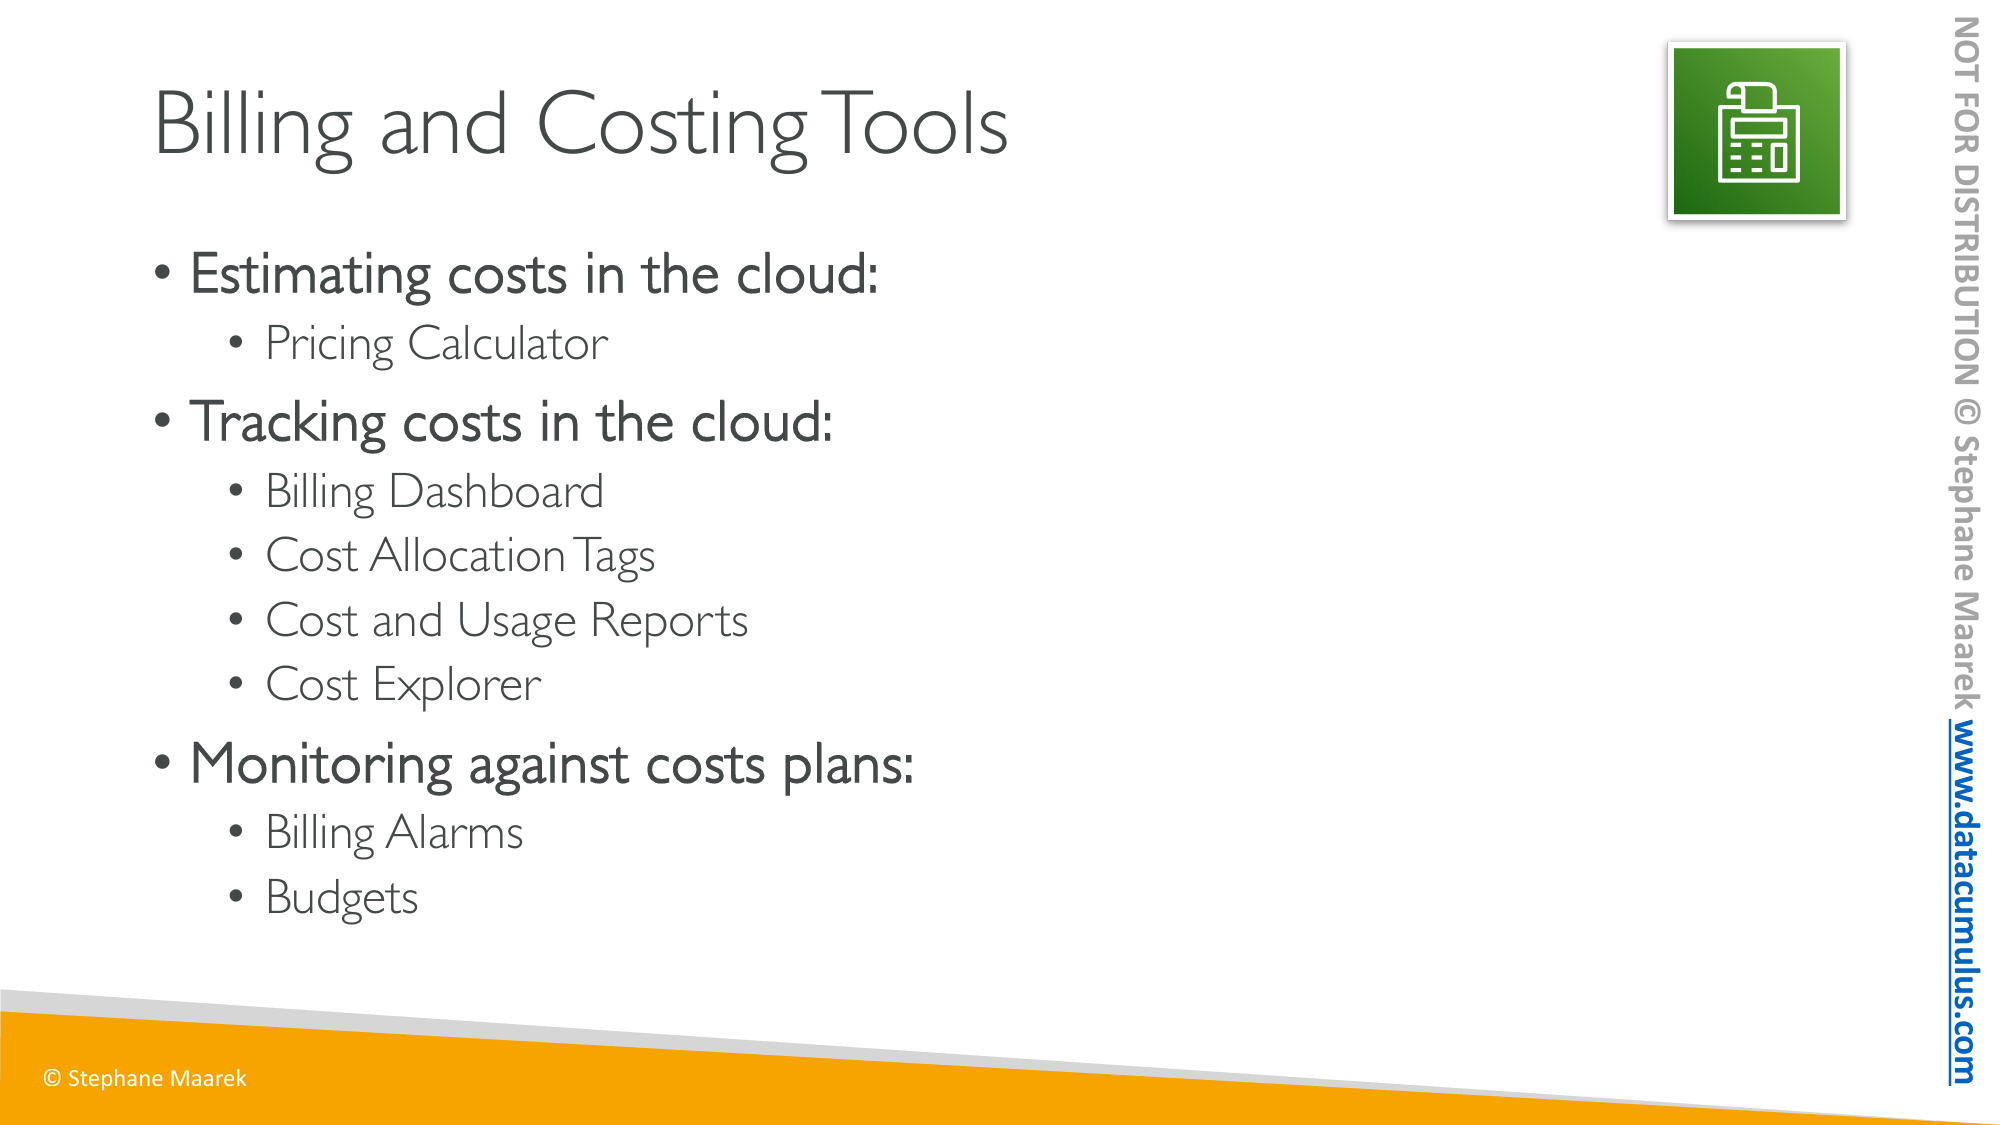 Billing and Costing Tools
• Estimating costs in the cloud:
• Pricing Calculator
• Tracking costs in the cloud:
• Billing Dashboard
• Cost Allocation Tags
• Cost and Usage Reports
• Cost Explorer
• Monitoring against costs plans:
• Billing Alarms
• Budgets
© Stephane Maarek
NOT FOR DISTRIBUTION © Stephane Maarek www.datacumulus.com